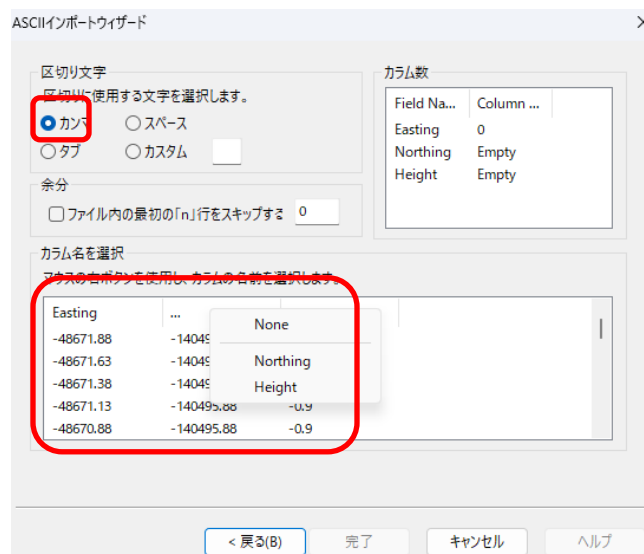 ASCIIインポートウィザード
区切り文字
区切りに使用する文字を選択します。
カンマ
スペース
タブ
カスタム
余分
ファイル内の最初の「n」行をスキップする 0
カラム数
Field Na... Column ...
Easting 0
Northing Empty
Height Empty
カラム名を選択
マウスの右ボタンを使用し、カラムの名前を選択します。
Easting ...
-48671.88
-48671.63
-48671.38
-48671.13 -140495.88 -0.9
-48670.88 -140495.88 -0.9
None
Northing
Height
< 戻る(B) 完了 キャンセル ヘルプ